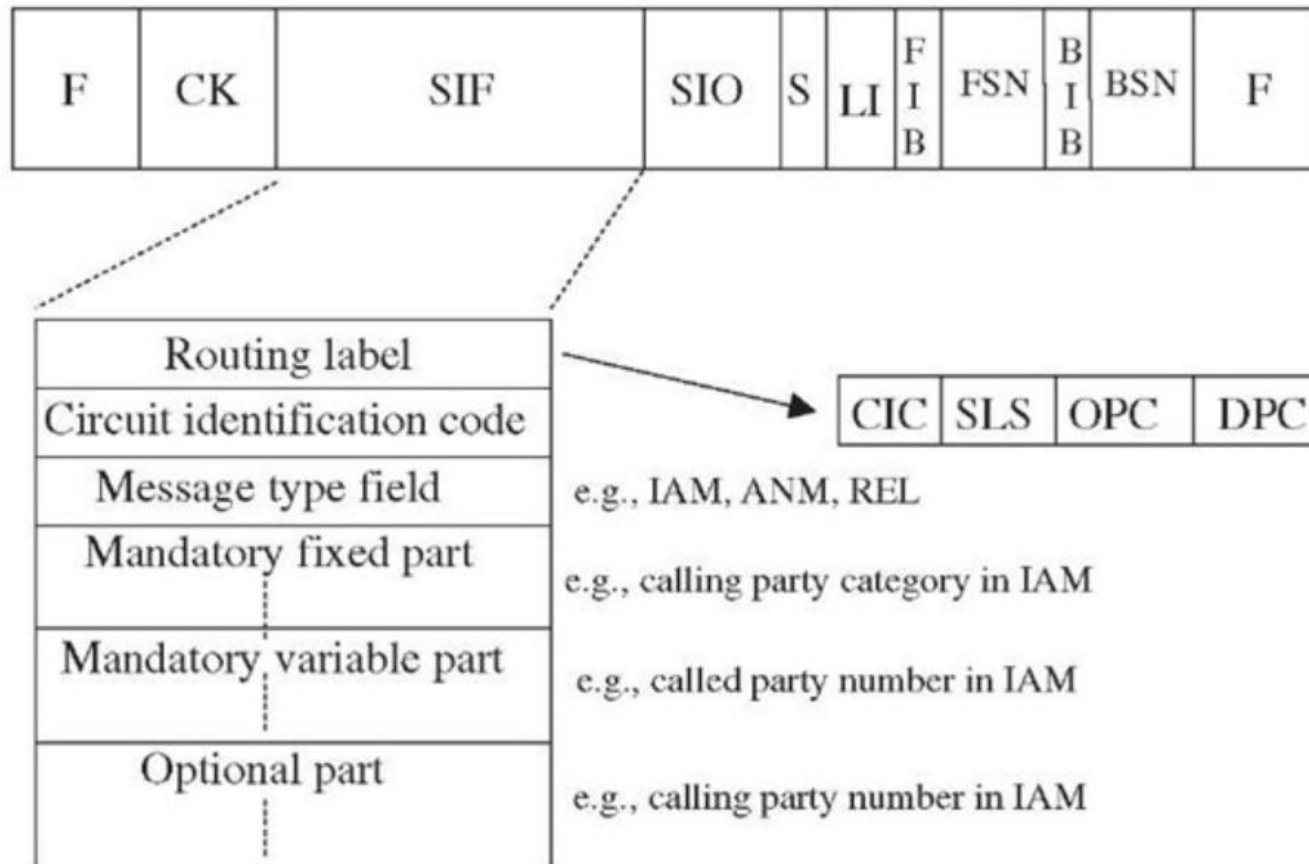 F CK SIF SIO S LI FIB FSN BIB BSN F
Routing label
CIC SLS OPC DPC
Circuit identification code
Message type field e.g., IAM, ANM, REL
Mandatory fixed part
e.g., calling party category in IAM
Mandatory variable part
e.g., called party number in IAM
Optional part
e.g., calling party number in IAM